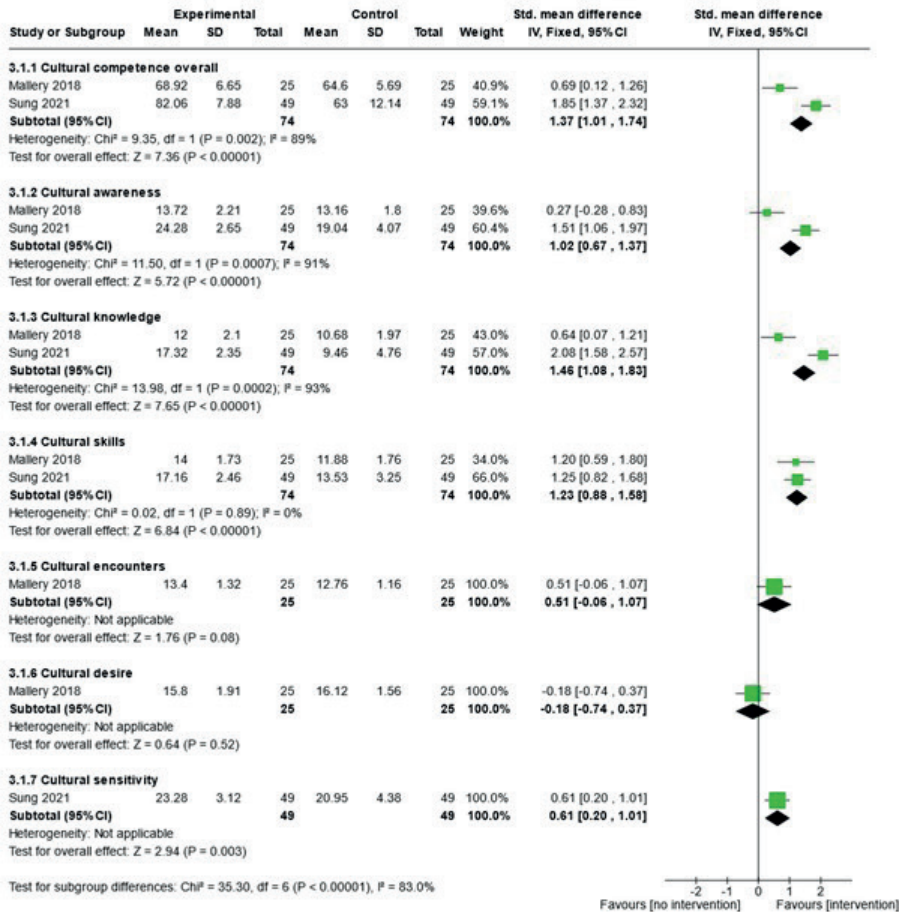 Experimental Control Std. mean difference Std. mean difference
Study or Subgroup Mean SD Total Mean SD Total Weight IV, Fixed, 95%CI IV, Fixed, 95%CI
3.1.1 Cultural competence overall
Mallery 2018 68.92 6.65 25 64.6 5.69 25 40.9% 0.69 [0.12 , 1.26]
Sung 2021 82.06 7.88 49 63 12.14 49 59.1% 1.85 [1.37 , 2.32]
Subtotal (95%CI) 74 74 100.0% 1.37 [1.01 , 1.74]
Heterogeneity: Chi² = 9.35, df = 1 (P = 0.002); I² = 89%
Test for overall effect: Z = 7.36 (P < 0.00001)
3.1.2 Cultural awareness
Mallery 2018 13.72 2.21 25 13.16 1.8 25 39.6% 0.27 [-0.28 , 0.83]
Sung 2021 24.28 2.65 49 19.04 4.07 49 60.4% 1.51 [1.06 , 1.97]
Subtotal (95%CI) 74 74 100.0% 1.02 [0.67 , 1.37]
Heterogeneity: Chi² = 11.50, df = 1 (P = 0.0007); I² = 91%
Test for overall effect: Z = 5.72 (P < 0.00001)
3.1.3 Cultural knowledge
Mallery 2018 12 2.1 25 10.68 1.97 25 43.0% 0.64 [0.07 , 1.21]
Sung 2021 17.32 2.35 49 9.46 4.76 49 57.0% 2.08 [1.58 , 2.57]
Subtotal (95%CI) 74 74 100.0% 1.46 [1.08 , 1.83]
Heterogeneity: Chi² = 13.98, df = 1 (P = 0.0002); I² = 93%
Test for overall effect: Z = 7.65 (P < 0.00001)
3.1.4 Cultural skills
Mallery 2018 14 1.73 25 11.88 1.76 25 34.0% 1.20 [0.59 , 1.80]
Sung 2021 17.16 2.46 49 13.53 3.25 49 66.0% 1.25 [0.82 , 1.68]
Subtotal (95%CI) 74 74 100.0% 1.23 [0.88 , 1.58]
Heterogeneity: Chi² = 0.02, df = 1 (P = 0.89); I² = 0%
Test for overall effect: Z = 6.84 (P < 0.00001)
3.1.5 Cultural encounters
Mallery 2018 13.4 1.32 25 12.76 1.16 25 100.0% 0.51 [-0.06 , 1.07]
Subtotal (95%CI) 25 25 100.0% 0.51 [-0.06 , 1.07]
Heterogeneity: Not applicable
Test for overall effect: Z = 1.76 (P = 0.08)
3.1.6 Cultural desire
Mallery 2018 15.8 1.91 25 16.12 1.56 25 100.0% -0.18 [-0.74 , 0.37]
Subtotal (95%CI) 25 25 100.0% -0.18 [-0.74 , 0.37]
Heterogeneity: Not applicable
Test for overall effect: Z = 0.64 (P = 0.52)
3.1.7 Cultural sensitivity
Sung 2021 23.28 3.12 49 20.95 4.38 49 100.0% 0.61 [0.20 , 1.01]
Subtotal (95%CI) 49 49 100.0% 0.61 [0.20 , 1.01]
Heterogeneity: Not applicable
Test for overall effect: Z = 2.94 (P = 0.003)
Test for subgroup differences: Chi² = 35.30, df = 6 (P < 0.00001), I² = 83.0%
-2 -1 0 1 2
Favours [no intervention] Favours [intervention]